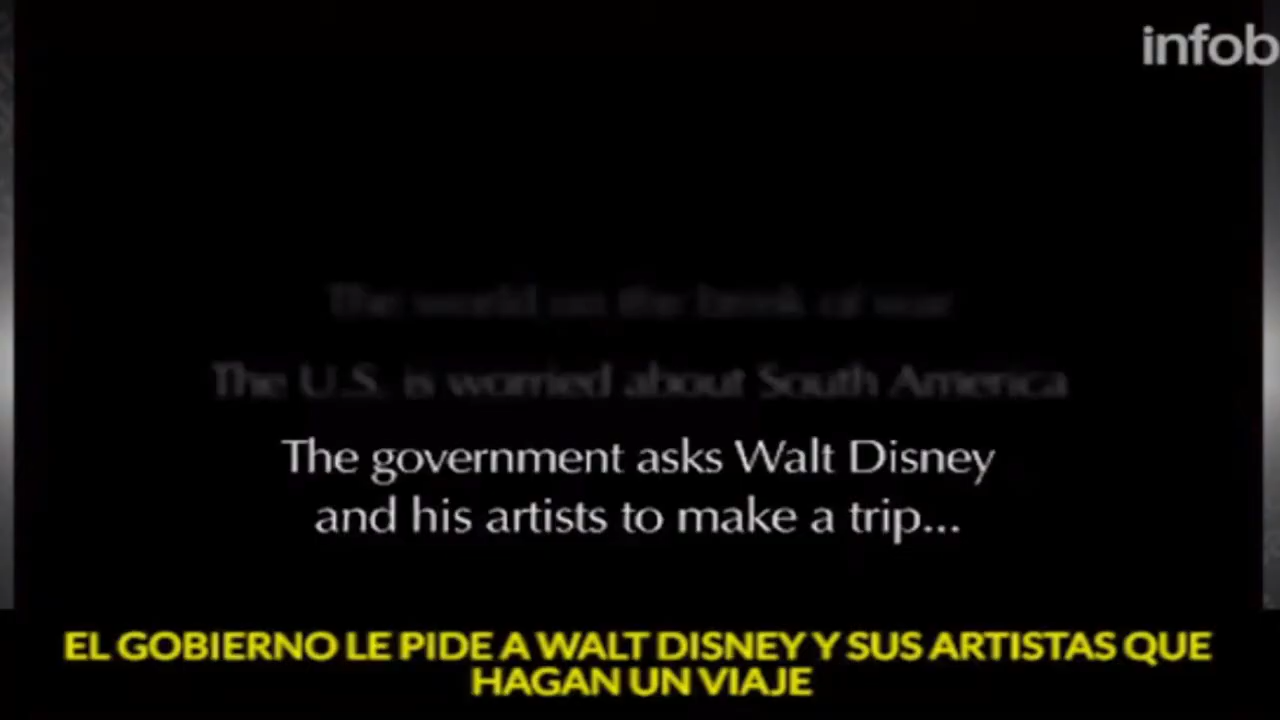 infob
The world on the brink of war
The U.S. is worried about South America
The government asks Walt Disney
and his artists to make a trip...
EL GOBIERNO LE PIDE A WALT DISNEY Y SUS ARTISTAS QUE
HAGAN UN VIAJE